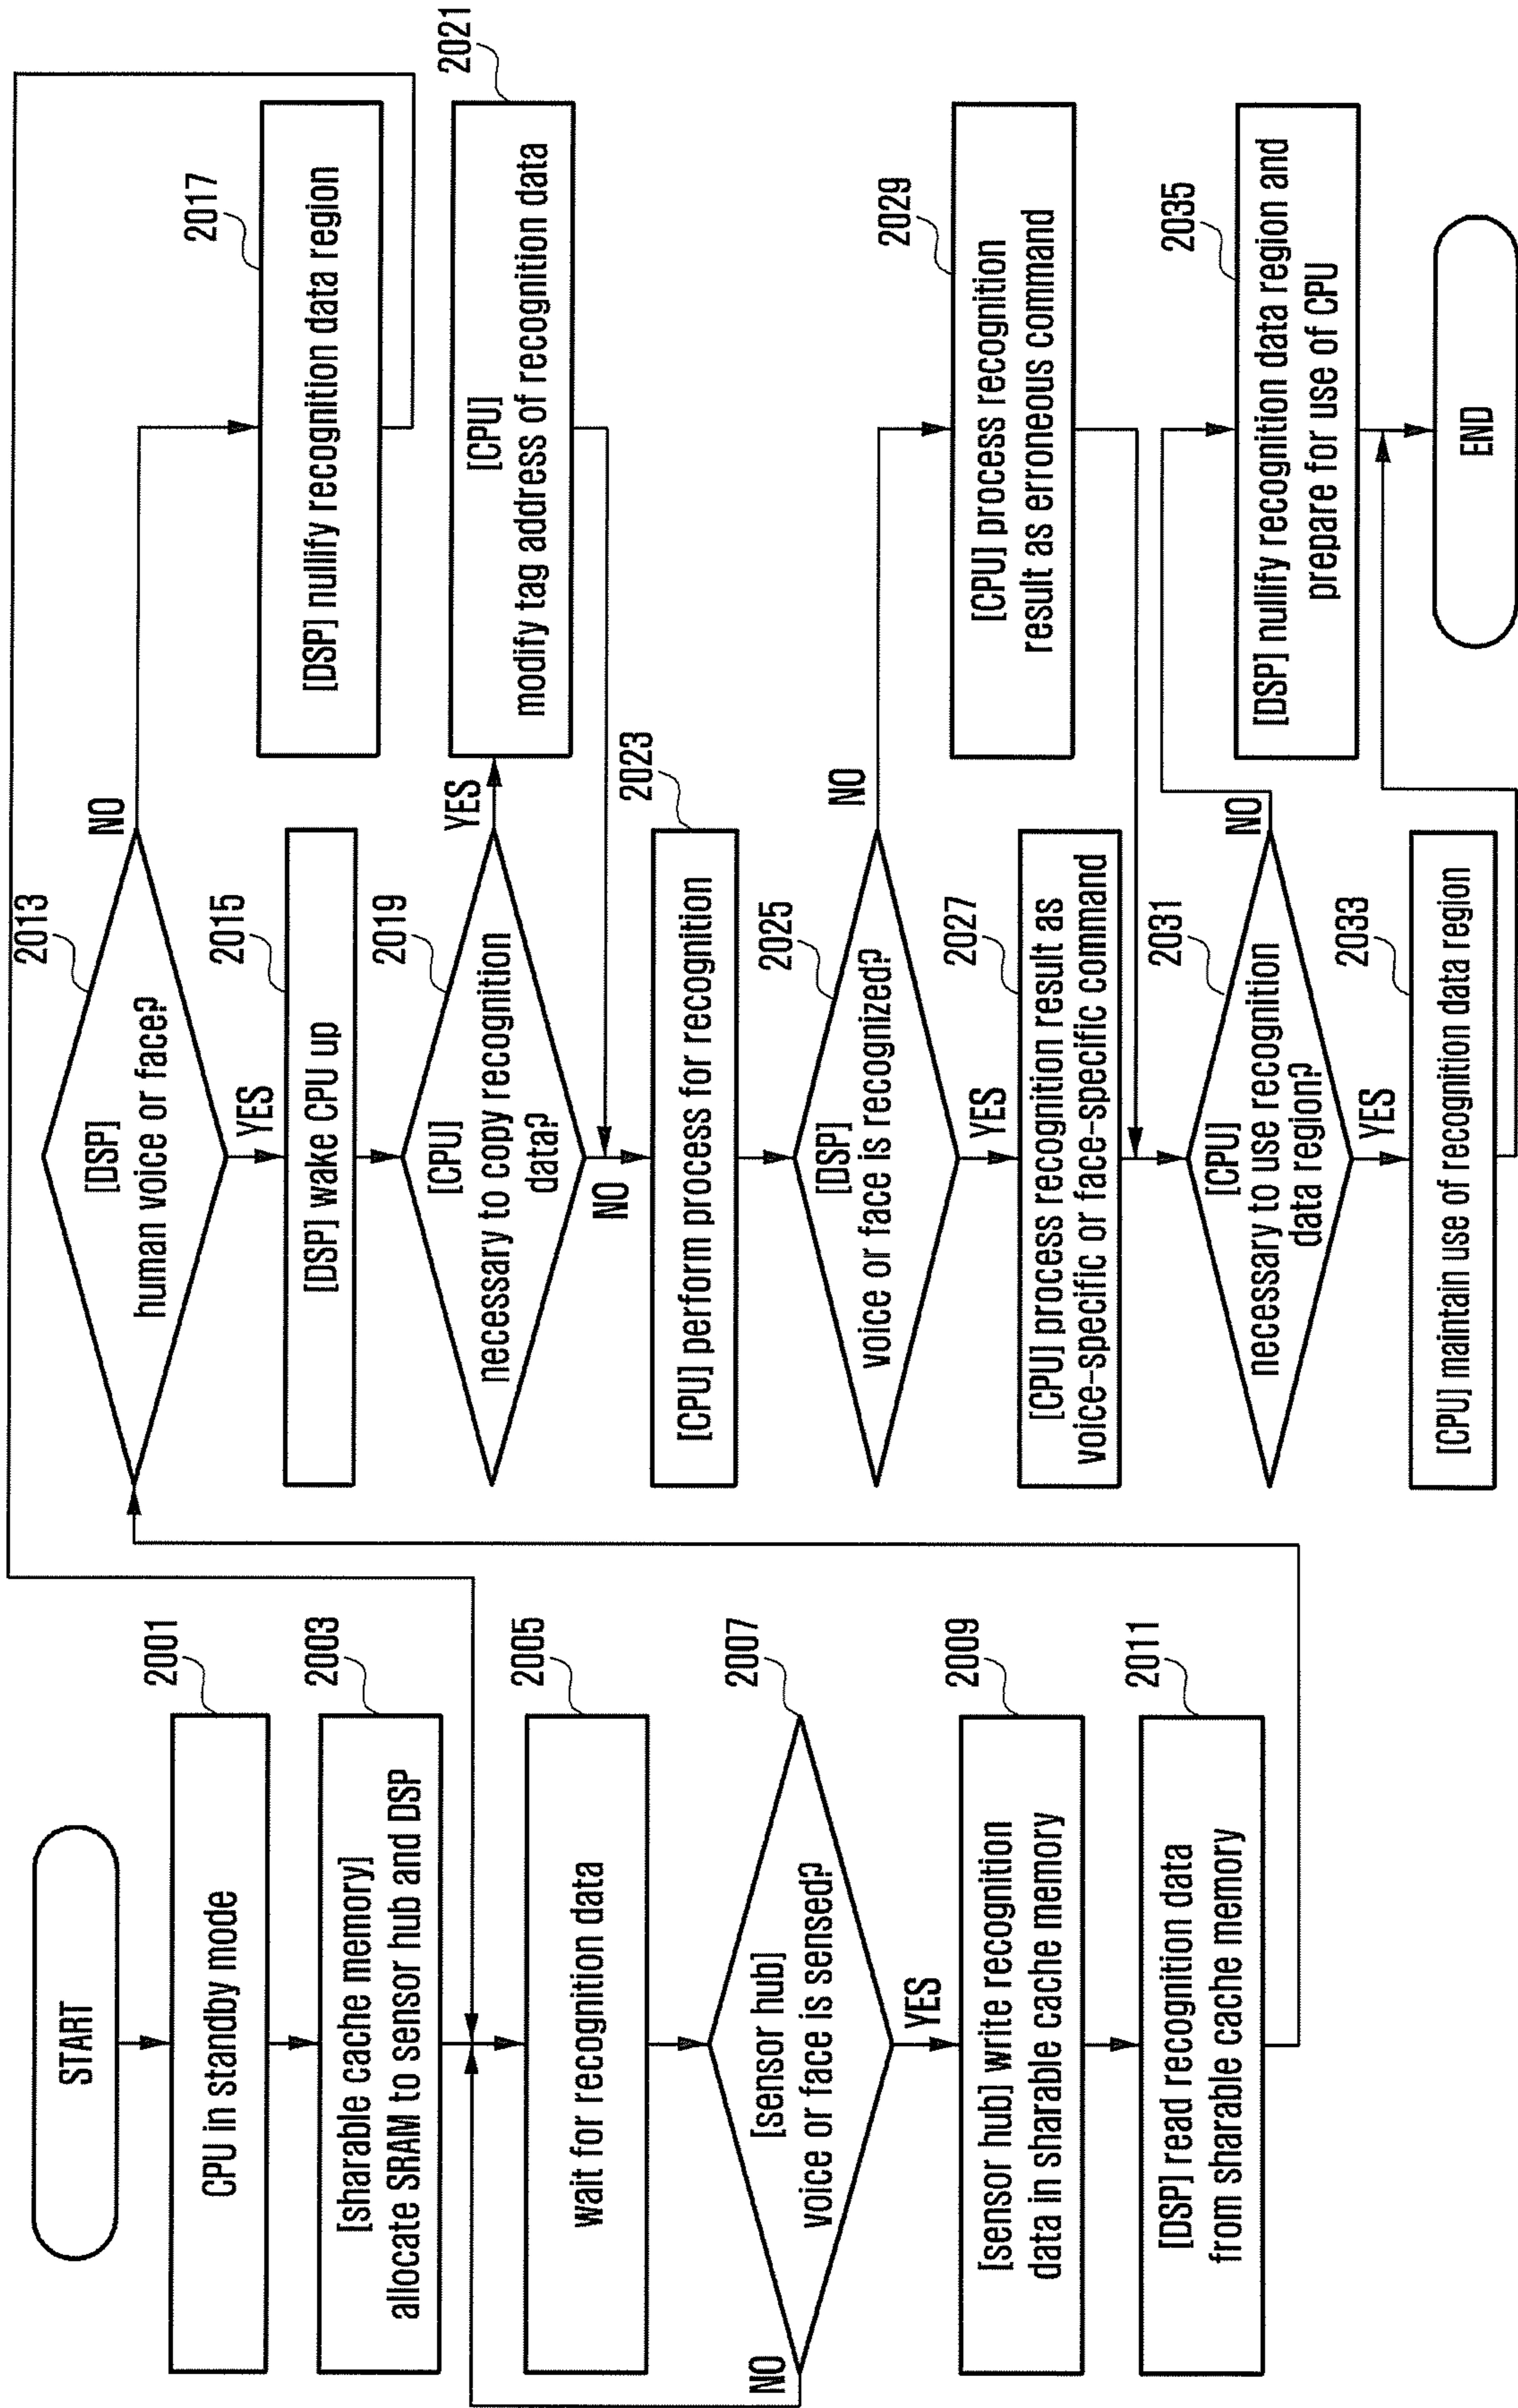 START
2001
CPU in standby mode
2003
[sharable cache memory]
allocate SRAM to sensor hub and DSP
2005
wait for recognition data
2007
[sensor hub]
voice or face is sensed?
NO
YES
2009
[sensor hub] write recognition
data in sharable cache memory
2011
[DSP] read recognition data
from sharable cache memory
2013
[DSP]
human voice or face?
NO
YES
2015
[DSP] wake CPU up
2017
[DSP] nullify recognition data region
2019
[CPU]
necessary to copy recognition
data?
YES
NO
2021
[CPU]
modify tag address of recognition data
2023
[CPU] perform process for recognition
2025
[DSP]
voice or face is recognized?
NO
YES
2027
[CPU] process recognition result as
voice-specific or face-specific command
2029
[CPU] process recognition
result as erroneous command
2031
[CPU]
necessary to use recognition
data region?
NO
YES
2033
[CPU] maintain use of recognition data region
2035
[DSP] nullify recognition data region and
prepare for use of CPU
END